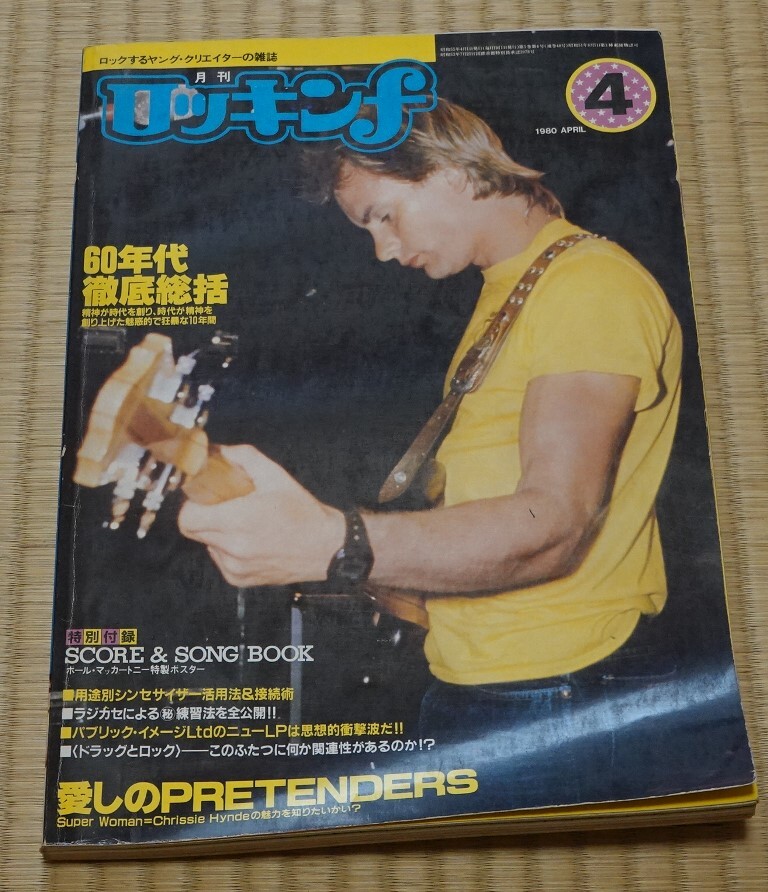 ロックするヤング・クリエイターの雑誌
月刊
ロッキンf
4
1980 APRIL
60年代
徹底総括
精神が時代を創り、時代が精神を
創り上げた魅惑的で狂暴な10年間
特別付録
SCORE & SONG BOOK
ポール・マッカートニー特製ポスター
■用途別シンセサイザー活用法&接続術
■ラジカセによる㊙練習法を全公開!!
■パブリック・イメージLtdのニューLPは思想的衝撃波だ!!
■〈ドラッグとロック〉——このふたつに何か関連性があるのか!?
愛しのPRETENDERS
Super Woman=Chrissie Hyndeの魅力を知りたいかい?